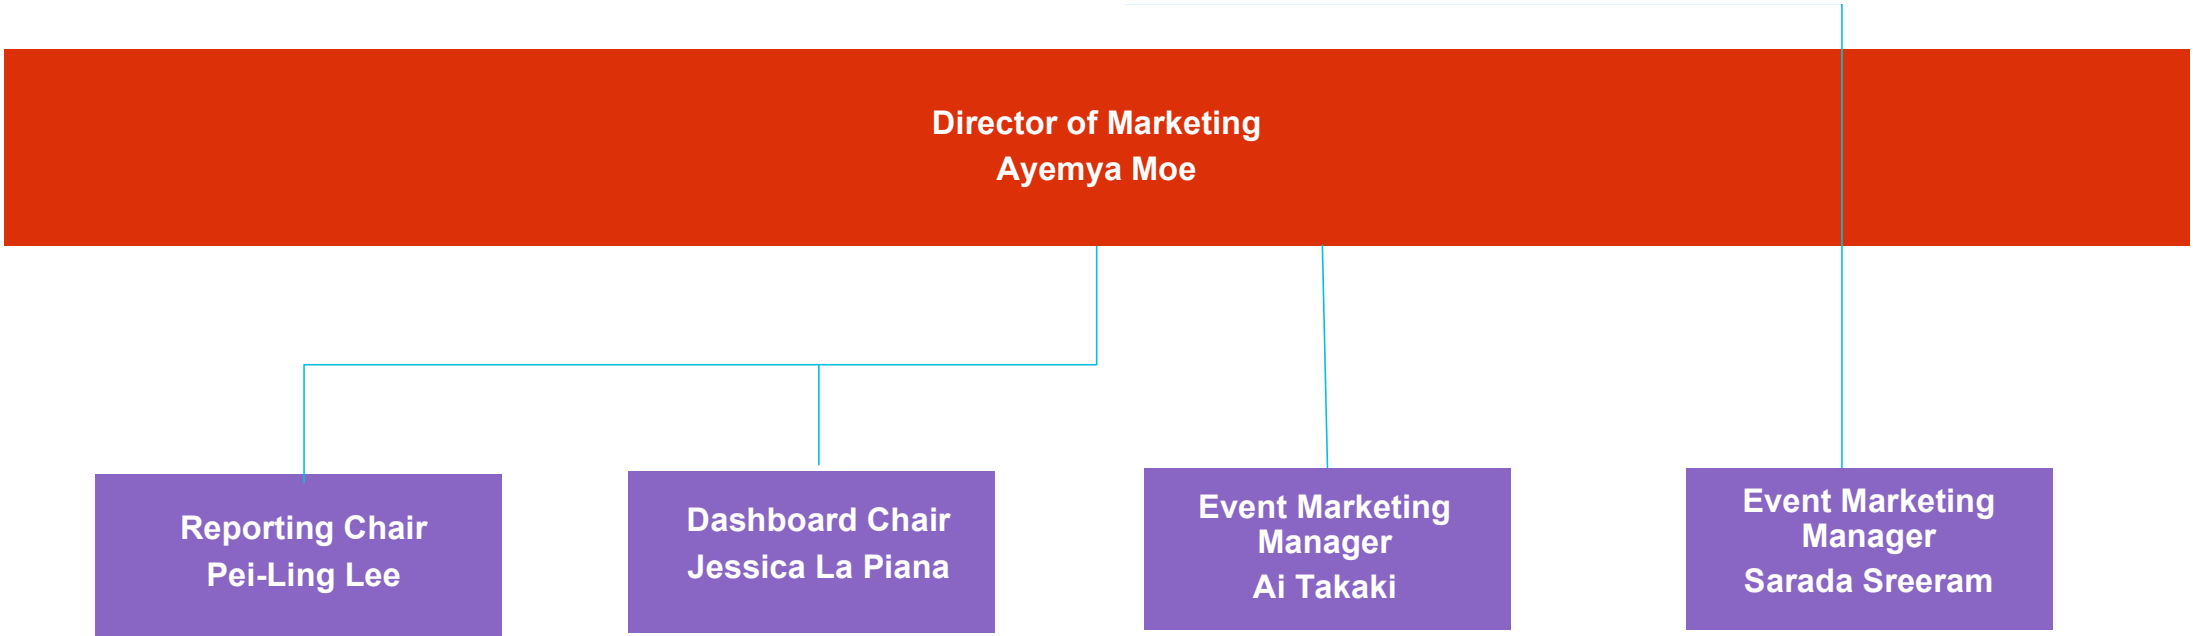 Director of Marketing
Ayemya Moe
Reporting Chair
Pei-Ling Lee
Dashboard Chair
Jessica La Piana
Event Marketing
Manager
Ai Takaki
Event Marketing
Manager
Sarada Sreeram